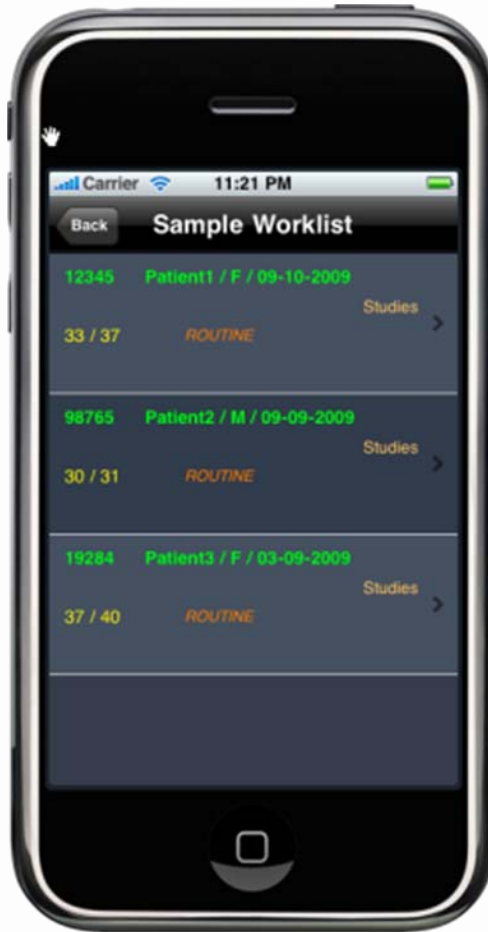 Carrier 11:21 PM
Back Sample Worklist
12345 Patient1 / F / 09-10-2009
Studies
33 / 37 ROUTINE
98765 Patient2 / M / 09-09-2009
Studies
30 / 31 ROUTINE
19284 Patient3 / F / 03-09-2009
Studies
37 / 40 ROUTINE